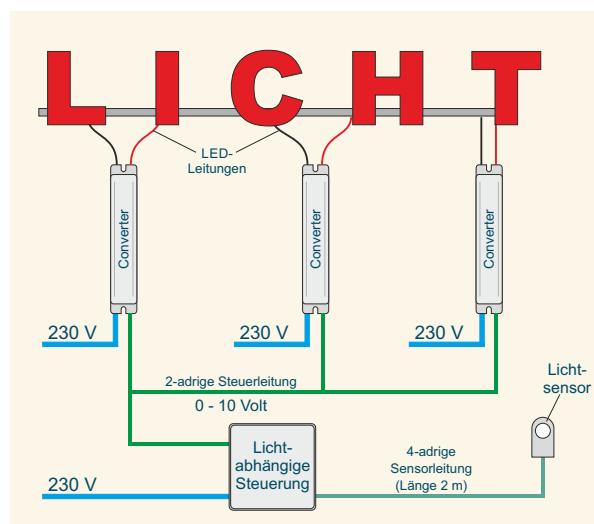 LICHT
LED-
Leitungen
Converter
Converter
Converter
230 V
230 V
230 V
2-adrige Steuerleitung
0 - 10 Volt
Licht-
sensor
Licht-
abhängige
Steuerung
4-adrige
Sensorleitung
(Länge 2 m)
230 V